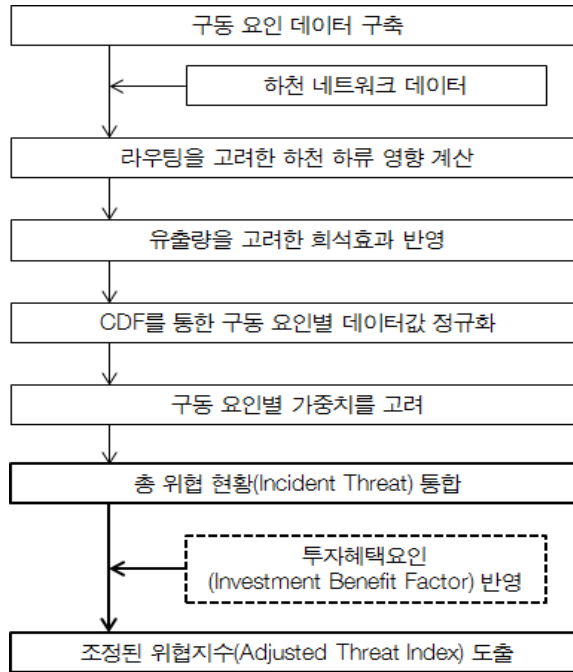 구동 요인 데이터 구축
하천 네트워크 데이터
라우팅을 고려한 하천 하류 영향 계산
유출량을 고려한 희석효과 반영
CDF를 통한 구동 요인별 데이터값 정규화
구동 요인별 가중치를 고려
총 위협 현황(Incident Threat) 통합
투자혜택요인
(Investment Benefit Factor) 반영
조정된 위협지수(Adjusted Threat Index) 도출